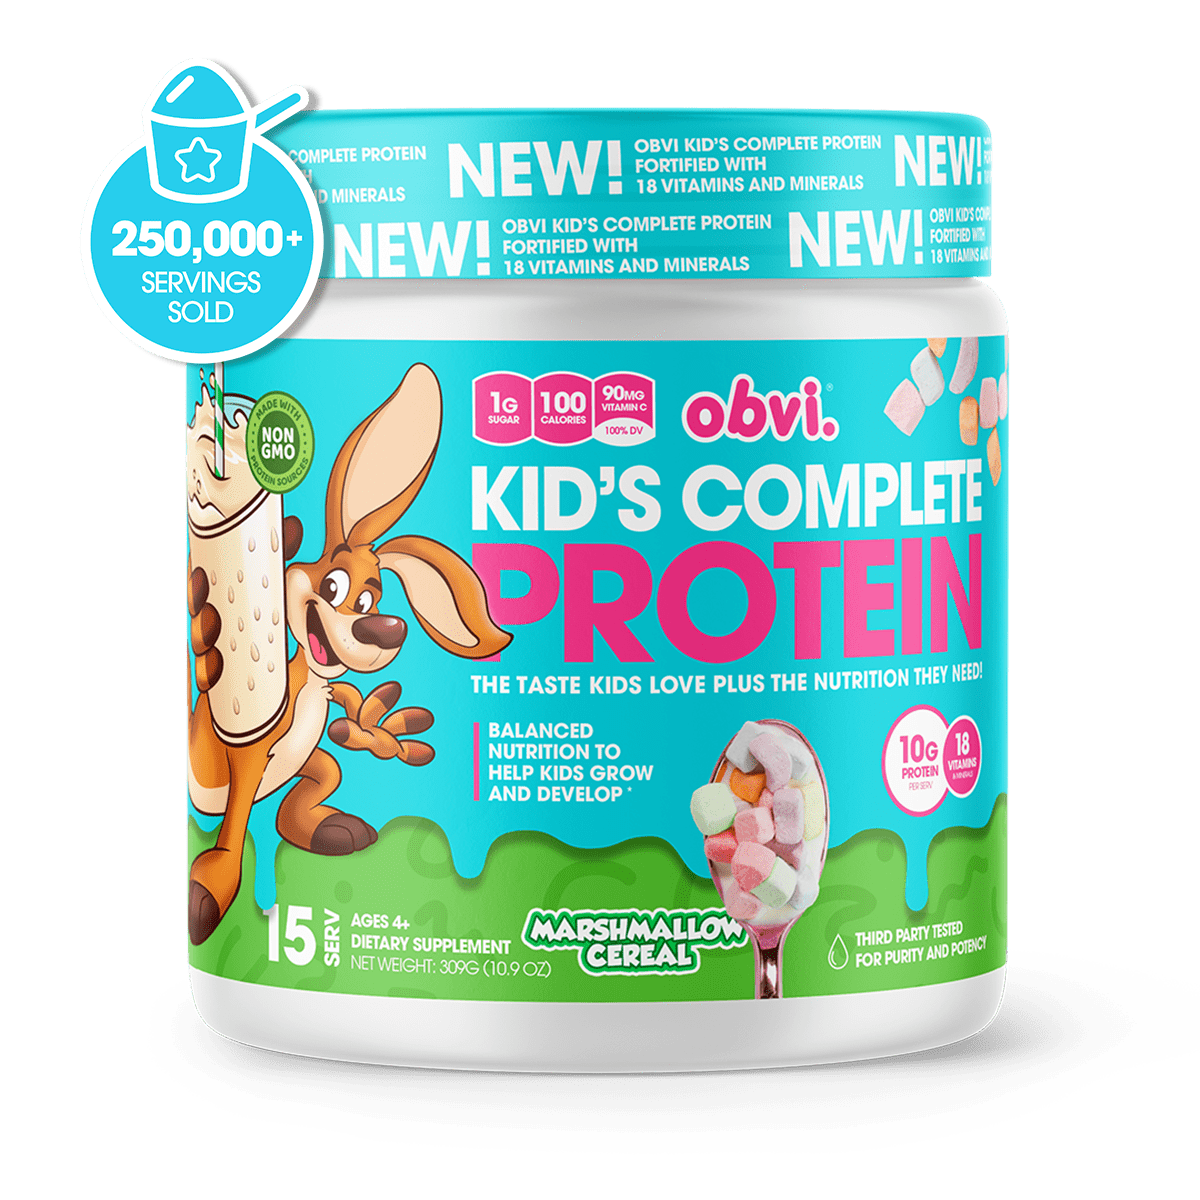 250,000+
SERVINGS
SOLD
COMPLETE PROTEIN
D MINERALS
NEW!
OBVI KID'S COMPLETE PROTEIN
FORTIFIED WITH
18 VITAMINS AND MINERALS
NEW!
NEW!
OBVI KID'S COMPLETE PROTEIN
FORTIFIED WITH
18 VITAMINS AND MINERALS
NEW!
OBVI KID'S COMPL
FORTIFIED WITH
18 VITAMINS
MADE WITH
NON
GMO
PROTEIN SOURCES
1G
SUGAR
100
CALORIES
90MG
VITAMIN C
100% DV
obvi.®
KID'S COMPLETE
PROTEIN
THE TASTE KIDS LOVE PLUS THE NUTRITION THEY NEED!
BALANCED
NUTRITION TO
HELP KIDS GROW
AND DEVELOP*
10G
PROTEIN
PER SERV
18
VITAMINS
& MINERALS
15
SERV
AGES 4+
DIETARY SUPPLEMENT
NET WEIGHT: 309G (10.9 OZ)
MARSHMALLOW
CEREAL
THIRD PARTY TESTED
FOR PURITY AND POTENCY